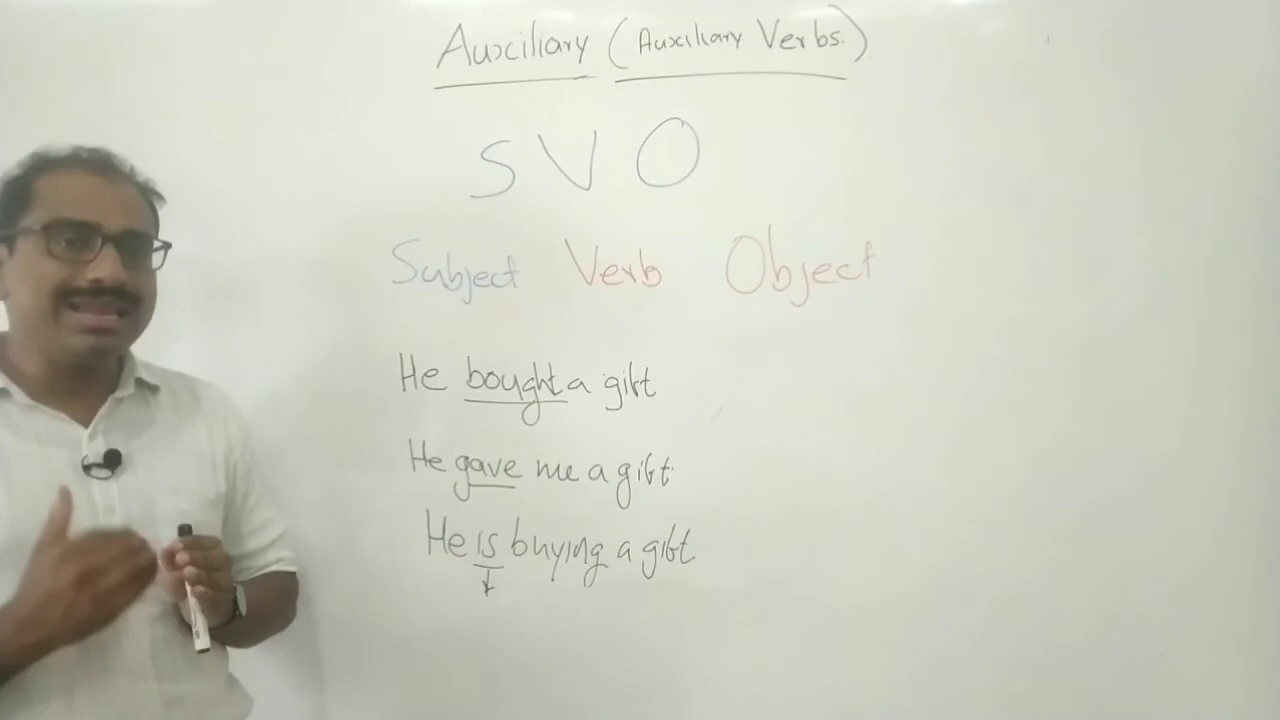 Auxiliary (Auxiliary Verbs.)
S V O
Subject Verb Object
He bought a gift
He gave me a gift.
He is buying a gift